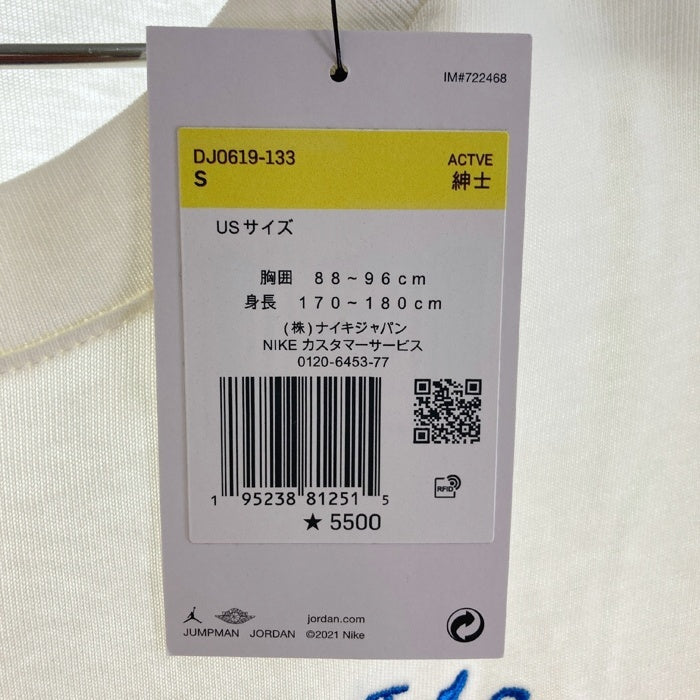 IM#722468
DJ0619-133
S
ACTVE
紳士
USサイズ
胸囲 88~96cm
身長 170~180cm
(株)ナイキジャパン
NIKE カスタマーサービス
0120-6453-77
1 95238 81251 5
RFID
★ 5500
jordan.com
JUMPMAN JORDAN ©2021 Nike